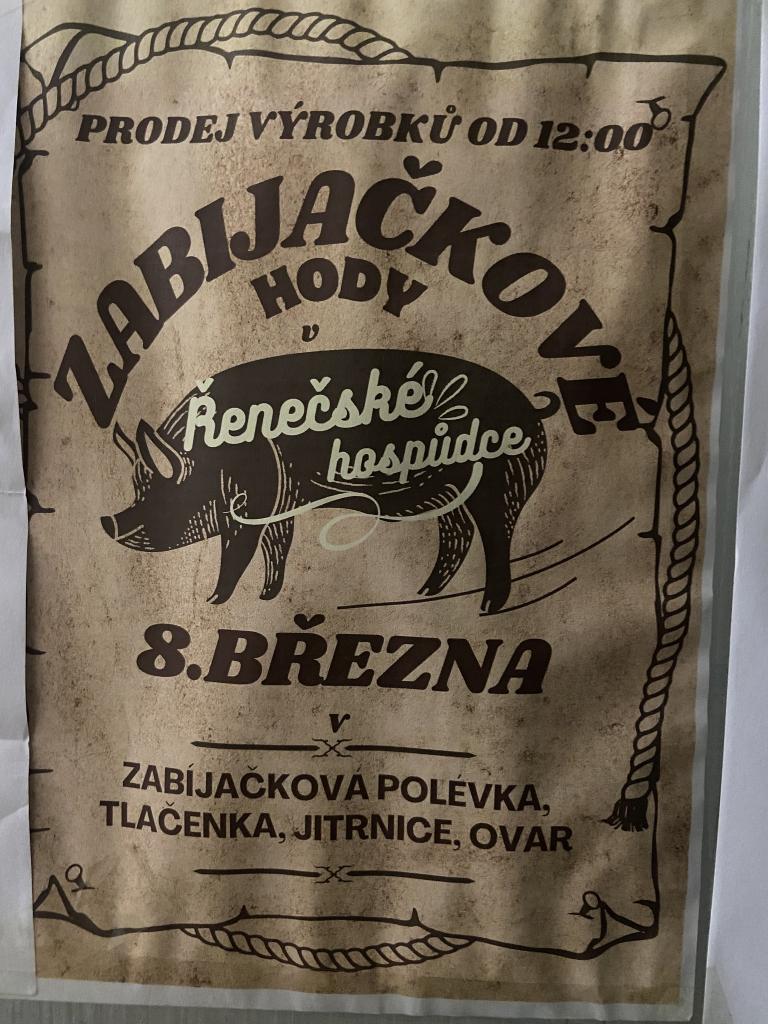 PRODEJ VÝROBKŮ OD 12:00
ZABIJAČKOVÉ
HODY
v
Řenečské
hospůdce
8.BŘEZNA
v
ZABÍJAČKOVÁ POLÉVKA,
TLAČENKA, JITRNICE, OVAR